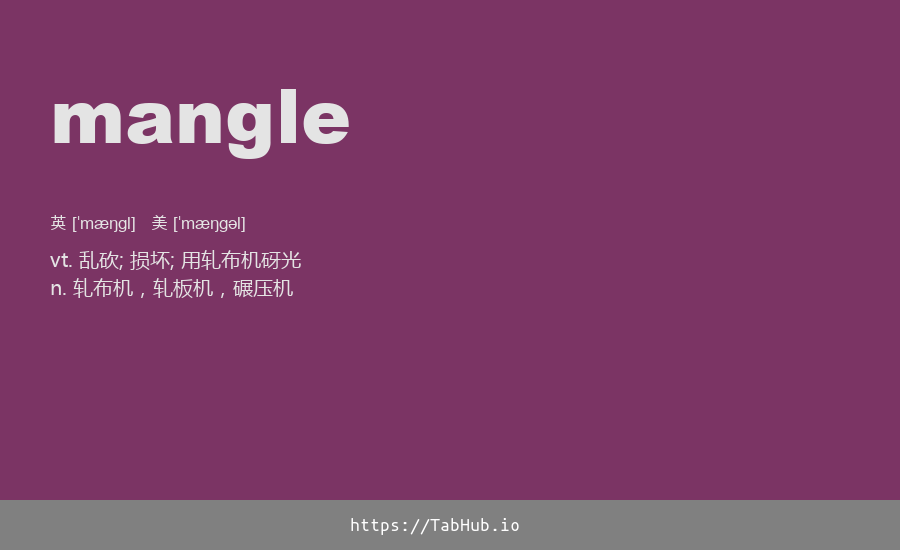 mangle
英 [ˈmæŋgl] 美 [ˈmæŋgəl]
vt. 乱砍; 损坏; 用轧布机砑光
n. 轧布机，轧板机，碾压机
https://TabHub.io